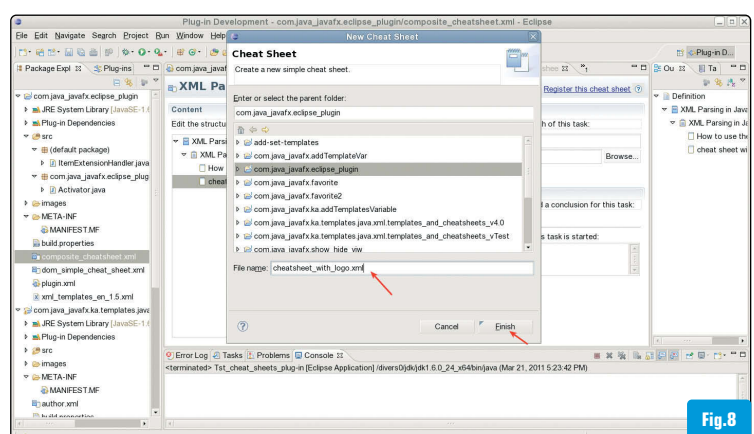 Plug-in Development - com.java_javafx.eclipse_plugin/composite_cheatsheet.xml - Eclipse
File Edit Navigate Search Project Run Window Help
New Cheat Sheet
Plug-in D...
Package Expl
Plug-ins
com.java_javaf
Cheat Sheet
Create a new simple cheat sheet.
Ou
Ta
XML Pa
Register this cheat sheet
com.java_javafx.eclipse_plugin
JRE System Library [JavaSE-1.6
Plug-in Dependencies
src
(default package)
ItemExtensionHandler.java
com.java_javafx.eclipse_plug
Activator.java
images
META-INF
MANIFEST.MF
build.properties
composite_cheatsheet.xml
dom_simple_cheat_sheet.xml
plugin.xml
xml_templates_en_1.5.xml
com.java_javafx.ka.templates.java
JRE System Library [JavaSE-1.6
Plug-in Dependencies
src
images
META-INF
MANIFEST.MF
author.xml
build.properties
Content
Edit the structu
XML Parsi
XML Pa
How
cheat
Enter or select the parent folder:
com.java_javafx.eclipse_plugin
add-set-templates
com.java_javafx.addTemplateVar
com.java_javafx.eclipse_plugin
com.java_javafx.favorite
com.java_javafx.favorite2
com.java_javafx.ka.addTemplatesVariable
com.java_javafx.ka.templates.java.xml.templates_and_cheatsheets_v4.0
com.java_javafx.ka.templates.java.xml.templates_and_cheatsheets_vTest
com.java_javafx.show_hide_viw
File name: cheatsheet_with_logo.xml
Cancel
Finish
h of this task:
Browse...
d a conclusion for this task:
s task is started:
Definition
XML Parsing in Java
XML Parsing in Ja
How to use the
cheat sheet wi
Error Log Tasks Problems Console
<terminated> Tst_cheat_sheets_plug-in [Eclipse Application] /divers0/jdk/jdk1.6.0_24_x64/bin/java (Mar 21, 2011 5:23:42 PM)
Fig.8